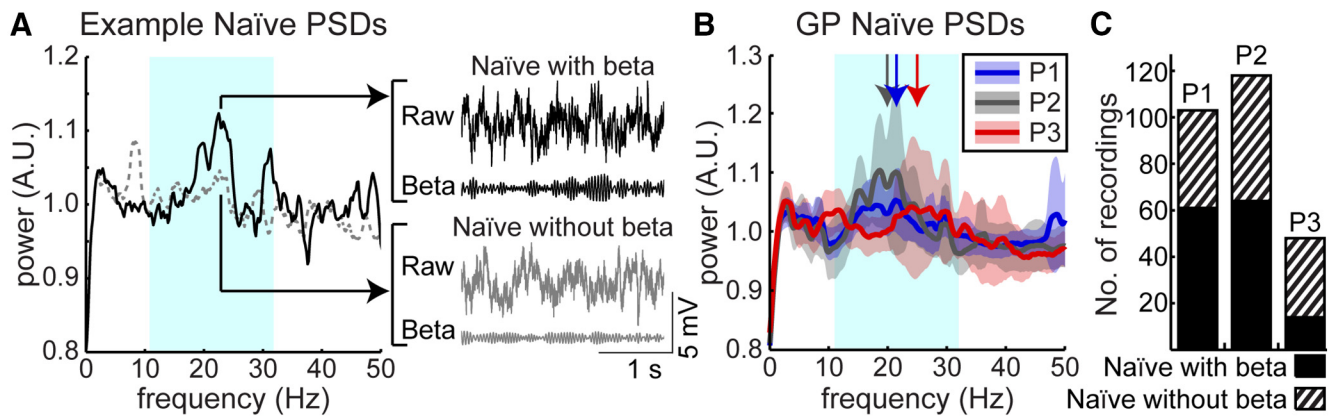 A Example Naïve PSDs
power (A.U.)
1.2
1.1
1.0
0.9
0.8
0 10 20 30 40 50
frequency (Hz)
Naïve with beta
Raw
Beta
Naïve without beta
Raw
Beta
5 mV
1 s
B GP Naïve PSDs
power (A.U.)
1.3
1.2
1.1
1.0
0.9
0.8
0 10 20 30 40 50
frequency (Hz)
P1
P2
P3
C
No. of recordings
120
100
80
60
40
20
P1
P2
P3
Naïve with beta
Naïve without beta